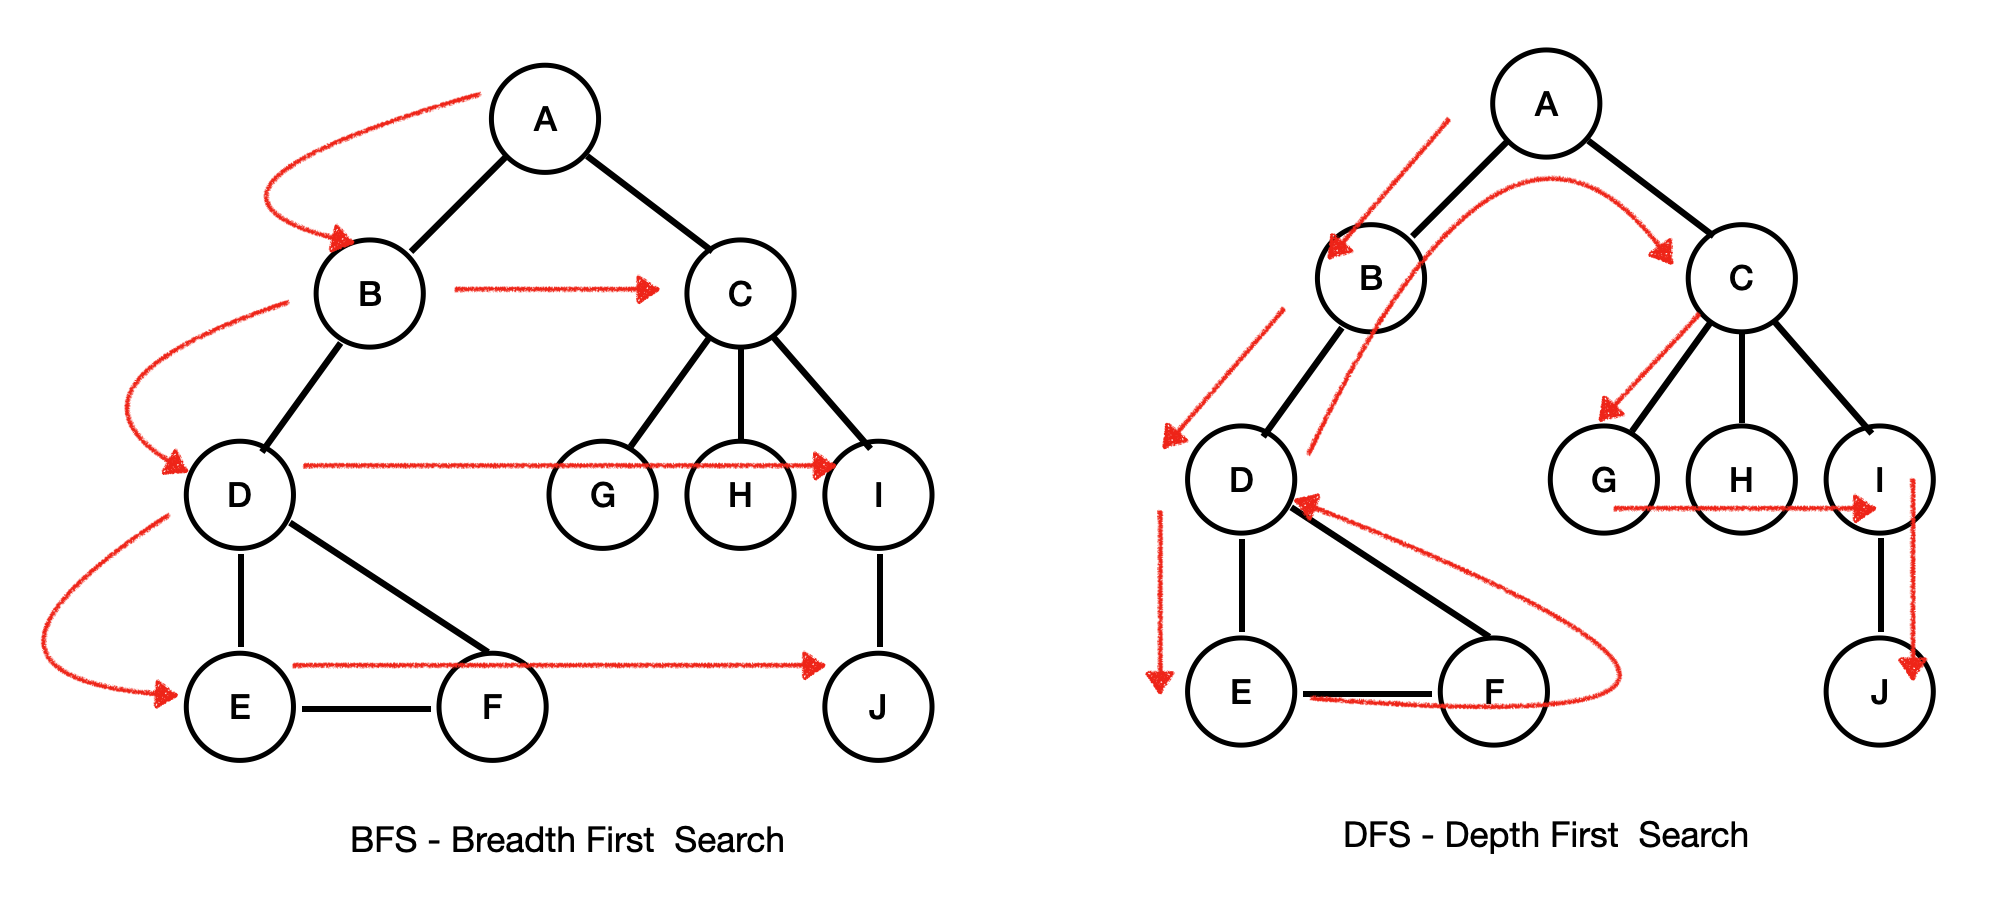 A
B
C
D
G
H
I
E
F
J
BFS - Breadth First Search
A
B
C
D
G
H
I
E
F
J
DFS - Depth First Search